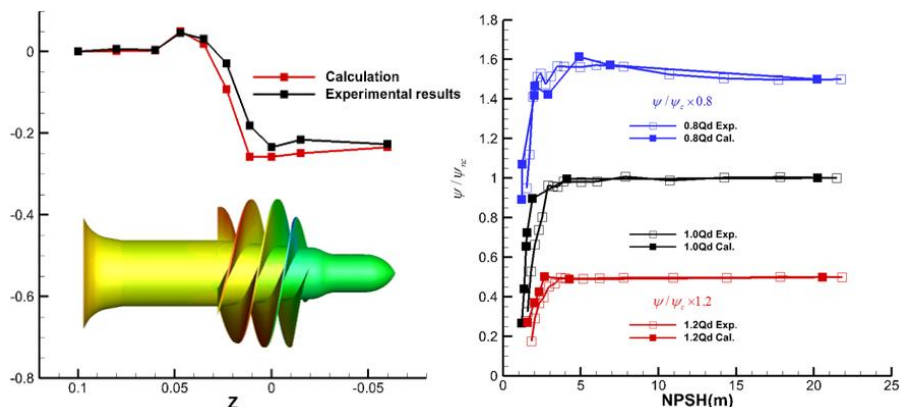 0
-0.2
-0.4
-0.6
-0.8
0.1
0.05
0
-0.05
Z
Calculation
Experimental results
1.8
1.6
1.4
1.2
1
0.8
0.6
0.4
0.2
0
ψ/ψnc
0
5
10
15
20
25
NPSH(m)
ψ/ψc×0.8
0.8Qd Exp.
0.8Qd Cal.
1.0Qd Exp.
1.0Qd Cal.
ψ/ψc×1.2
1.2Qd Exp.
1.2Qd Cal.